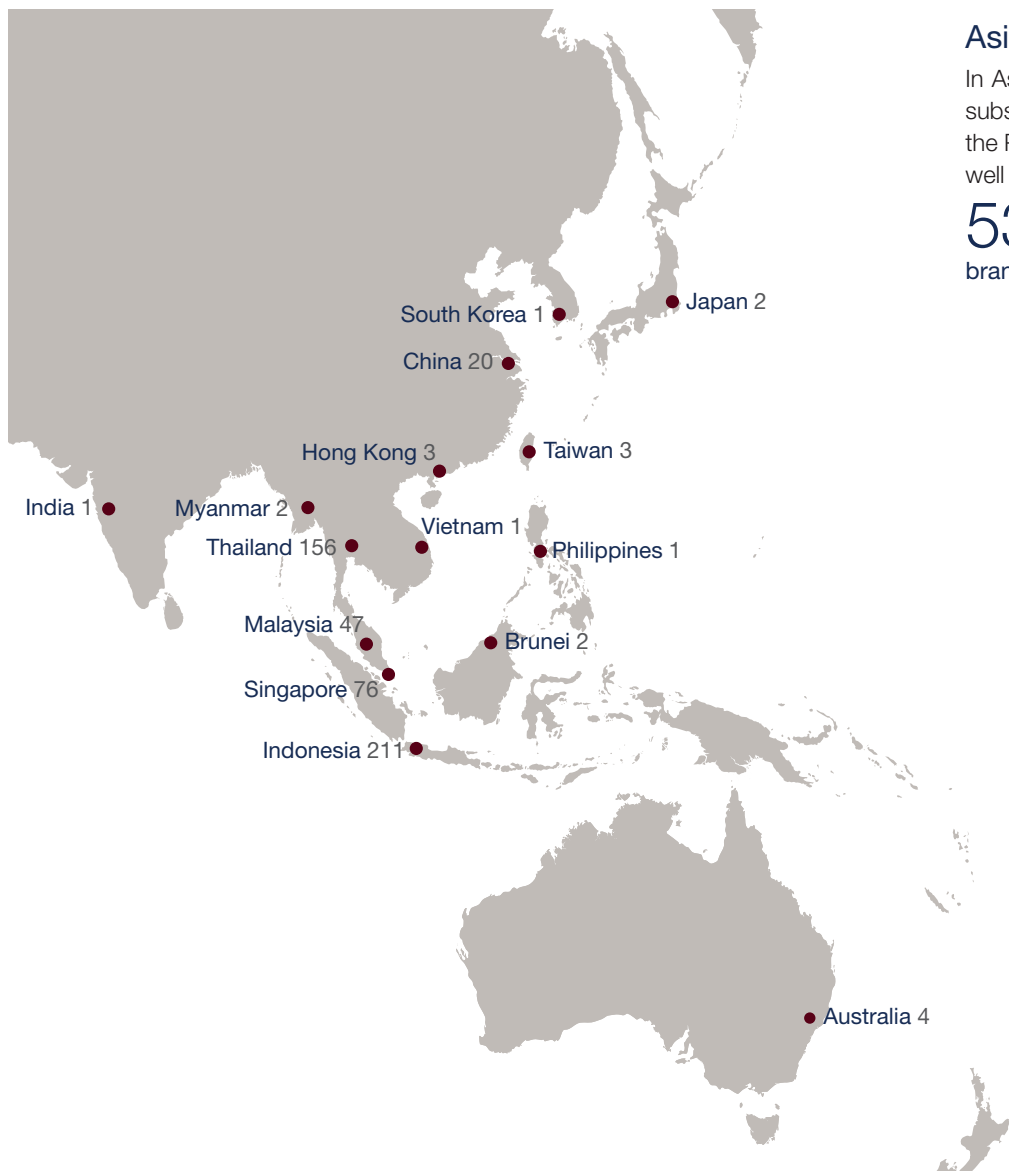 Asi
In As
subs
the P
well
53
bran
South Korea 1
Japan 2
China 20
Hong Kong 3
Taiwan 3
India 1
Myanmar 2
Vietnam 1
Thailand 156
Philippines 1
Malaysia 47
Brunei 2
Singapore 76
Indonesia 211
Australia 4